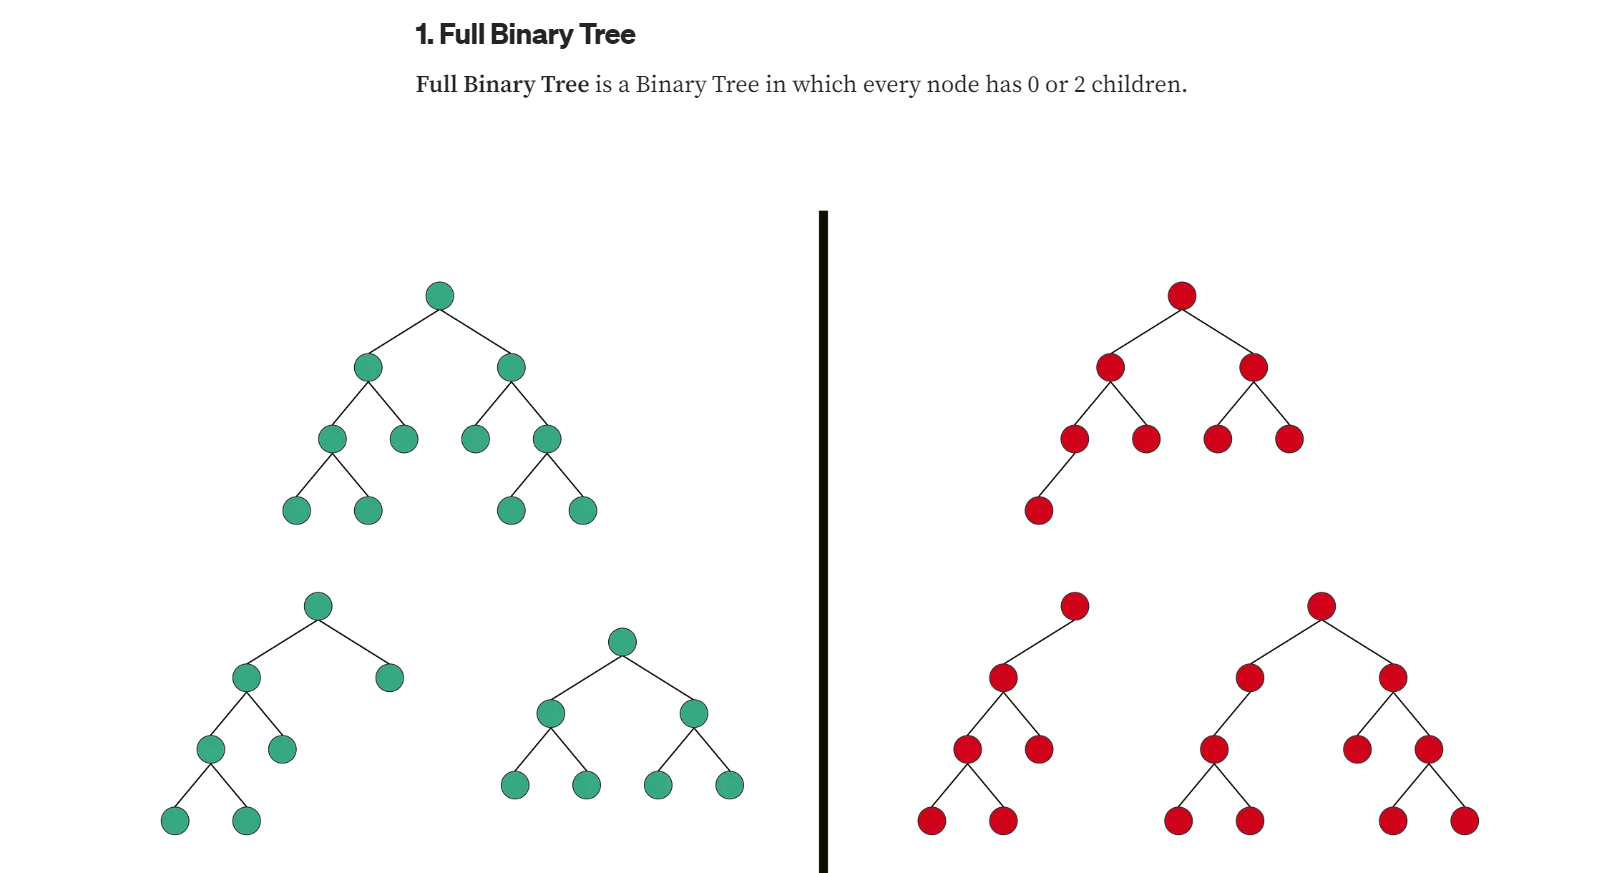 1. Full Binary Tree
Full Binary Tree is a Binary Tree in which every node has 0 or 2 children.